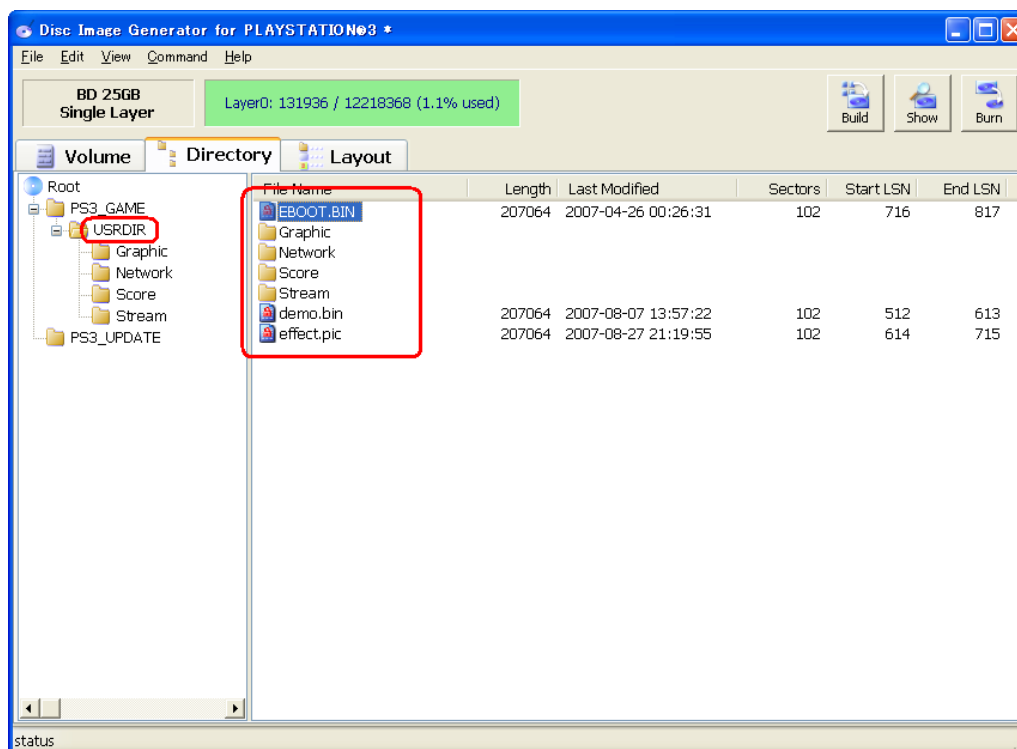 Disc Image Generator for PLAYSTATION®3 *
File Edit View Command Help
BD 25GB
Single Layer
Layer0: 131936 / 12218368 (1.1% used)
Build Show Burn
Volume Directory Layout
Root
PS3_GAME
USRDIR
Graphic
Network
Score
Stream
PS3_UPDATE
File Name Length Last Modified Sectors Start LSN End LSN
EBOOT.BIN 207064 2007-04-26 00:26:31 102 716 817
Graphic
Network
Score
Stream
demo.bin 207064 2007-08-07 13:57:22 102 512 613
effect.pic 207064 2007-08-27 21:19:55 102 614 715
status